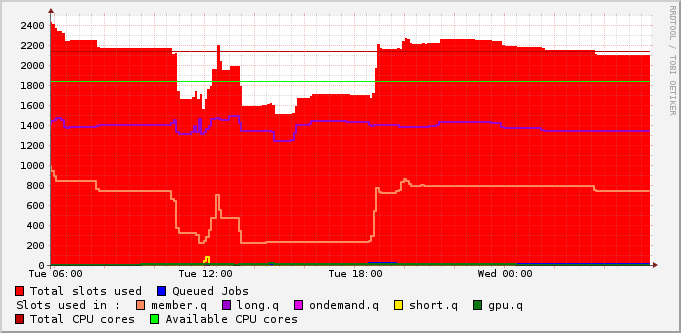 2400
2200
2000
1800
1600
1400
1200
1000
800
600
400
200
0
Tue 06:00 Tue 12:00 Tue 18:00 Wed 00:00
Total slots used Queued Jobs
Slots used in : member.q long.q ondemand.q short.q gpu.q
Total CPU cores Available CPU cores
RRDTOOL / TOBI OETIKER